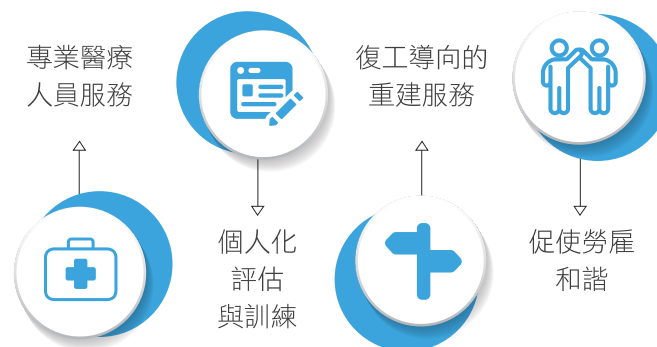 專業醫療
人員服務
個人化
評估
與訓練
復工導向的
重建服務
促使勞雇
和諧